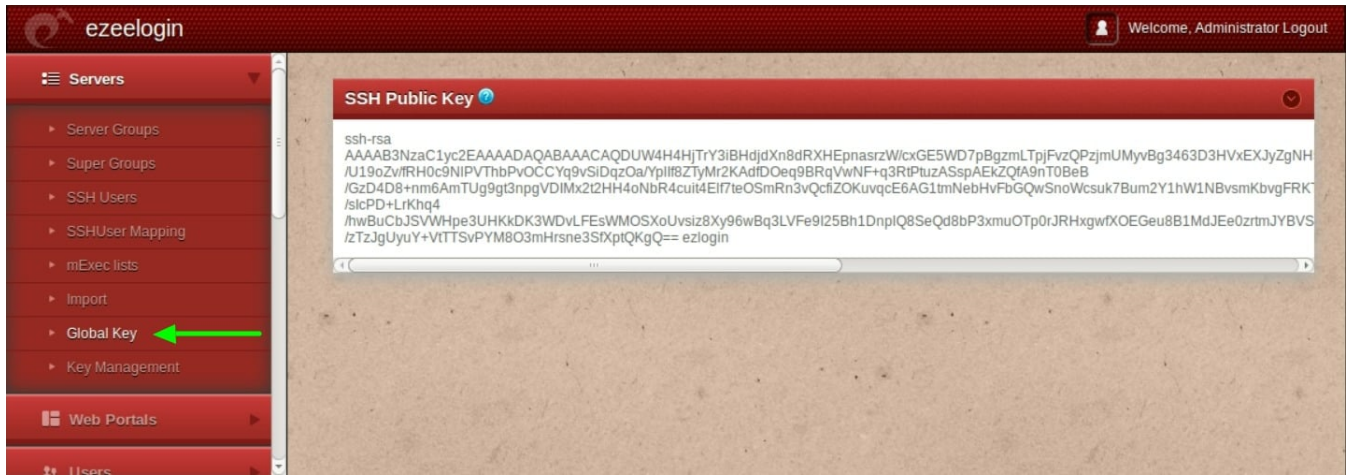 ezeelogin
Welcome, Administrator Logout
Servers
Server Groups
Super Groups
SSH Users
SSHUser Mapping
mExec lists
Import
Global Key
Key Management
Web Portals
Users
SSH Public Key
ssh-rsa
AAAAB3NzaC1yc2EAAAADAQABAAACAQDUW4H4HjTrY3iBHdjdXn8dRXHEpnasrzW/cxGE5WD7pBgzmLTpjFvzQPzjmUMyvBg3463D3HVxEXJyZgNH
/U19oZv/fRH0c9NIPVThbPvOCCYq9vSiDqzOa/YpIlf8ZTyMr2KAdfDOeq9BRqVwNF+q3RtPtuzASspAEkZQfA9nT0BeB
/GzD4D8+nm6AmTUg9gt3npgVDIMx2t2HH4oNbR4cuit4EIf7teOSmRn3vQcfiZOKuvqcE6AG1tmNebHvFbGQwSnoWcsuk7Bum2Y1hW1NBvsmKbvgFRK
/slcPD+LrKhq4
/hwBuCbJSVWHpe3UHKkDK3WDvLFEsWMOSXoUvsiz8Xy96wBq3LVFe9I25Bh1DnpIQ8SeQd8bP3xmuOTp0rJRHxgwfXOEGeu8B1MdJEe0zrtmJYBVS
/zTzJgUyuY+VtTTSvPYM8O3mHrsne3SfXptQKgQ== ezlogin